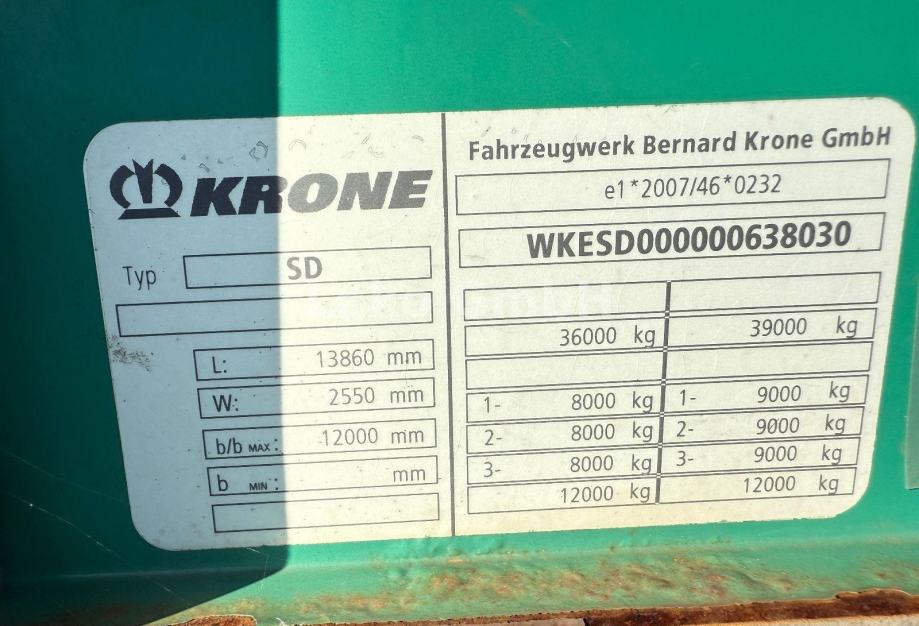 KRONE
Typ SD
L: 13860 mm
W: 2550 mm
b/b MAX: 12000 mm
b MIN: mm
Fahrzeugwerk Bernard Krone GmbH
e1*2007/46*0232
WKESD000000638030
36000 kg 39000 kg
1- 8000 kg 1- 9000 kg
2- 8000 kg 2- 9000 kg
3- 8000 kg 3- 9000 kg
12000 kg 12000 kg